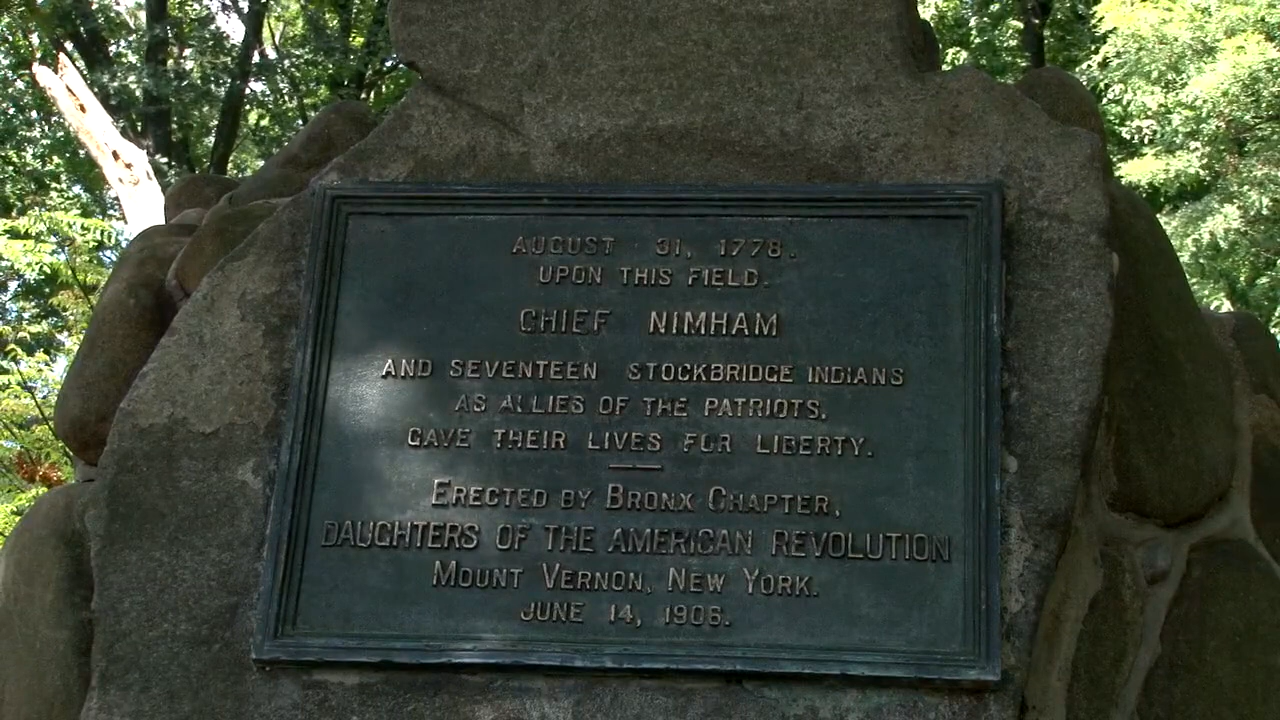 AUGUST 31, 1778.
UPON THIS FIELD.
CHIEF NIMHAM
AND SEVENTEEN STOCKBRIDGE INDIANS
AS ALLIES OF THE PATRIOTS,
GAVE THEIR LIVES FOR LIBERTY.
ERECTED BY BRONX CHAPTER,
DAUGHTERS OF THE AMERICAN REVOLUTION
MOUNT VERNON, NEW YORK.
JUNE 14, 1906.